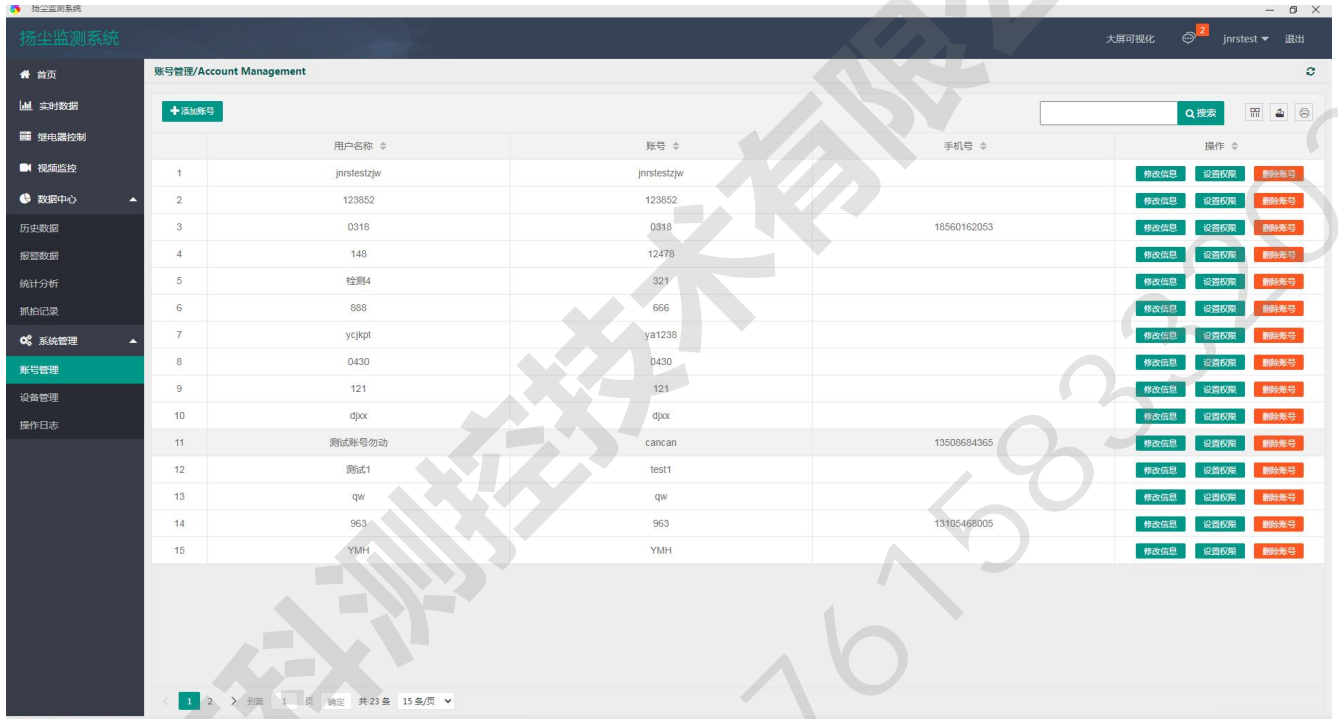 扬尘监测系统
扬尘监测系统
大屏可视化 2 jnrstest 退出
首页
实时数据
继电器控制
视频监控
数据中心
历史数据
报警数据
统计分析
抓拍记录
系统管理
账号管理
设备管理
操作日志
账号管理/Account Management
添加账号 搜索
用户名称 账号 手机号 操作
1 jnrstestzjw jnrstestzjw 修改信息 设置权限 删除账号
2 123852 123852 修改信息 设置权限 删除账号
3 0318 0318 18560162053 修改信息 设置权限 删除账号
4 148 12478 修改信息 设置权限 删除账号
5 检测4 321 修改信息 设置权限 删除账号
6 888 666 修改信息 设置权限 删除账号
7 ycjkpt ya1238 修改信息 设置权限 删除账号
8 0430 0430 修改信息 设置权限 删除账号
9 121 121 修改信息 设置权限 删除账号
10 djxx djxx 修改信息 设置权限 删除账号
11 测试账号勿动 cancan 13508684365 修改信息 设置权限 删除账号
12 测试1 test1 修改信息 设置权限 删除账号
13 qw qw 修改信息 设置权限 删除账号
14 963 963 13105468005 修改信息 设置权限 删除账号
15 YMH YMH 修改信息 设置权限 删除账号
1 2 到第 1 页 确定 共 23 条 15 条/页
科测控技术有限公
7615833202